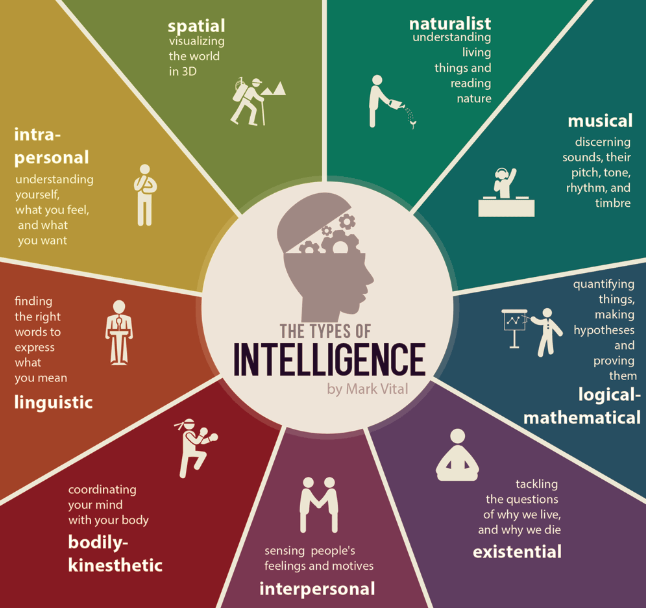 spatial
visualizing
the world
in 3D
naturalist
understanding
living
things and
reading
nature
musical
discerning
sounds, their
pitch, tone,
rhythm, and
timbre
quantifying
things,
making
hypotheses
and
proving
them
logical-
mathematical
tackling
the questions
of why we live,
and why we die
existential
sensing people's
feelings and motives
interpersonal
coordinating
your mind
with your body
bodily-
kinesthetic
finding
the right
words to
express
what
you mean
linguistic
intra-
personal
understanding
yourself,
what you feel,
and what
you want
THE TYPES OF
INTELLIGENCE
by Mark Vital